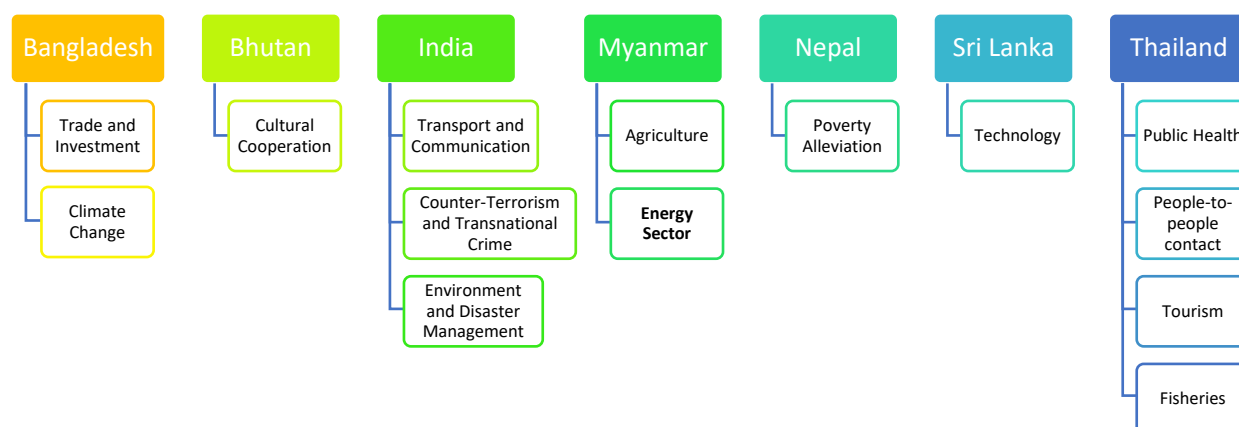 Bangladesh
Trade and
Investment
Climate
Change
Bhutan
Cultural
Cooperation
India
Transport and
Communication
Counter-Terrorism
and Transnational
Crime
Environment
and Disaster
Management
Myanmar
Agriculture
Energy
Sector
Nepal
Poverty
Alleviation
Sri Lanka
Technology
Thailand
Public Health
People-to-
people
contact
Tourism
Fisheries